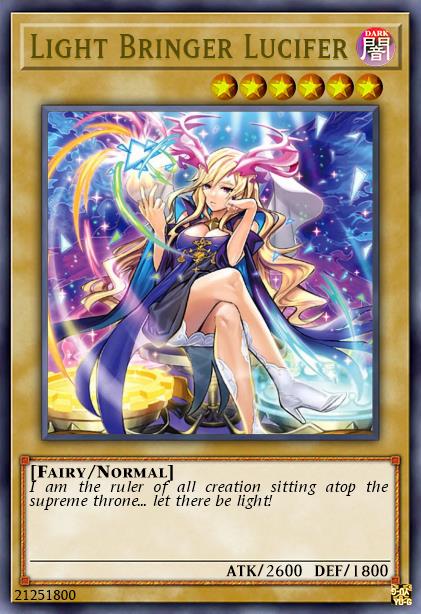 Light Bringer Lucifer
DARK
闇
[Fairy/Normal]
I am the ruler of all creation sitting atop the
supreme throne... let there be light!
ATK/2600 DEF/1800
21251800